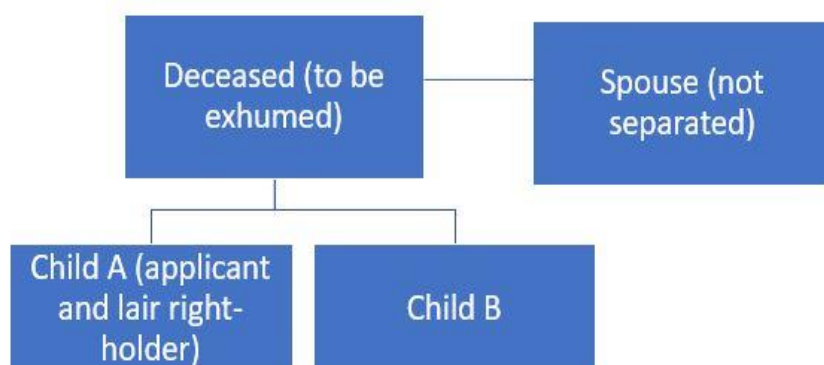 Deceased (to be
exhumed)
Spouse (not
separated)
Child A (applicant
and lair right-
holder)
Child B